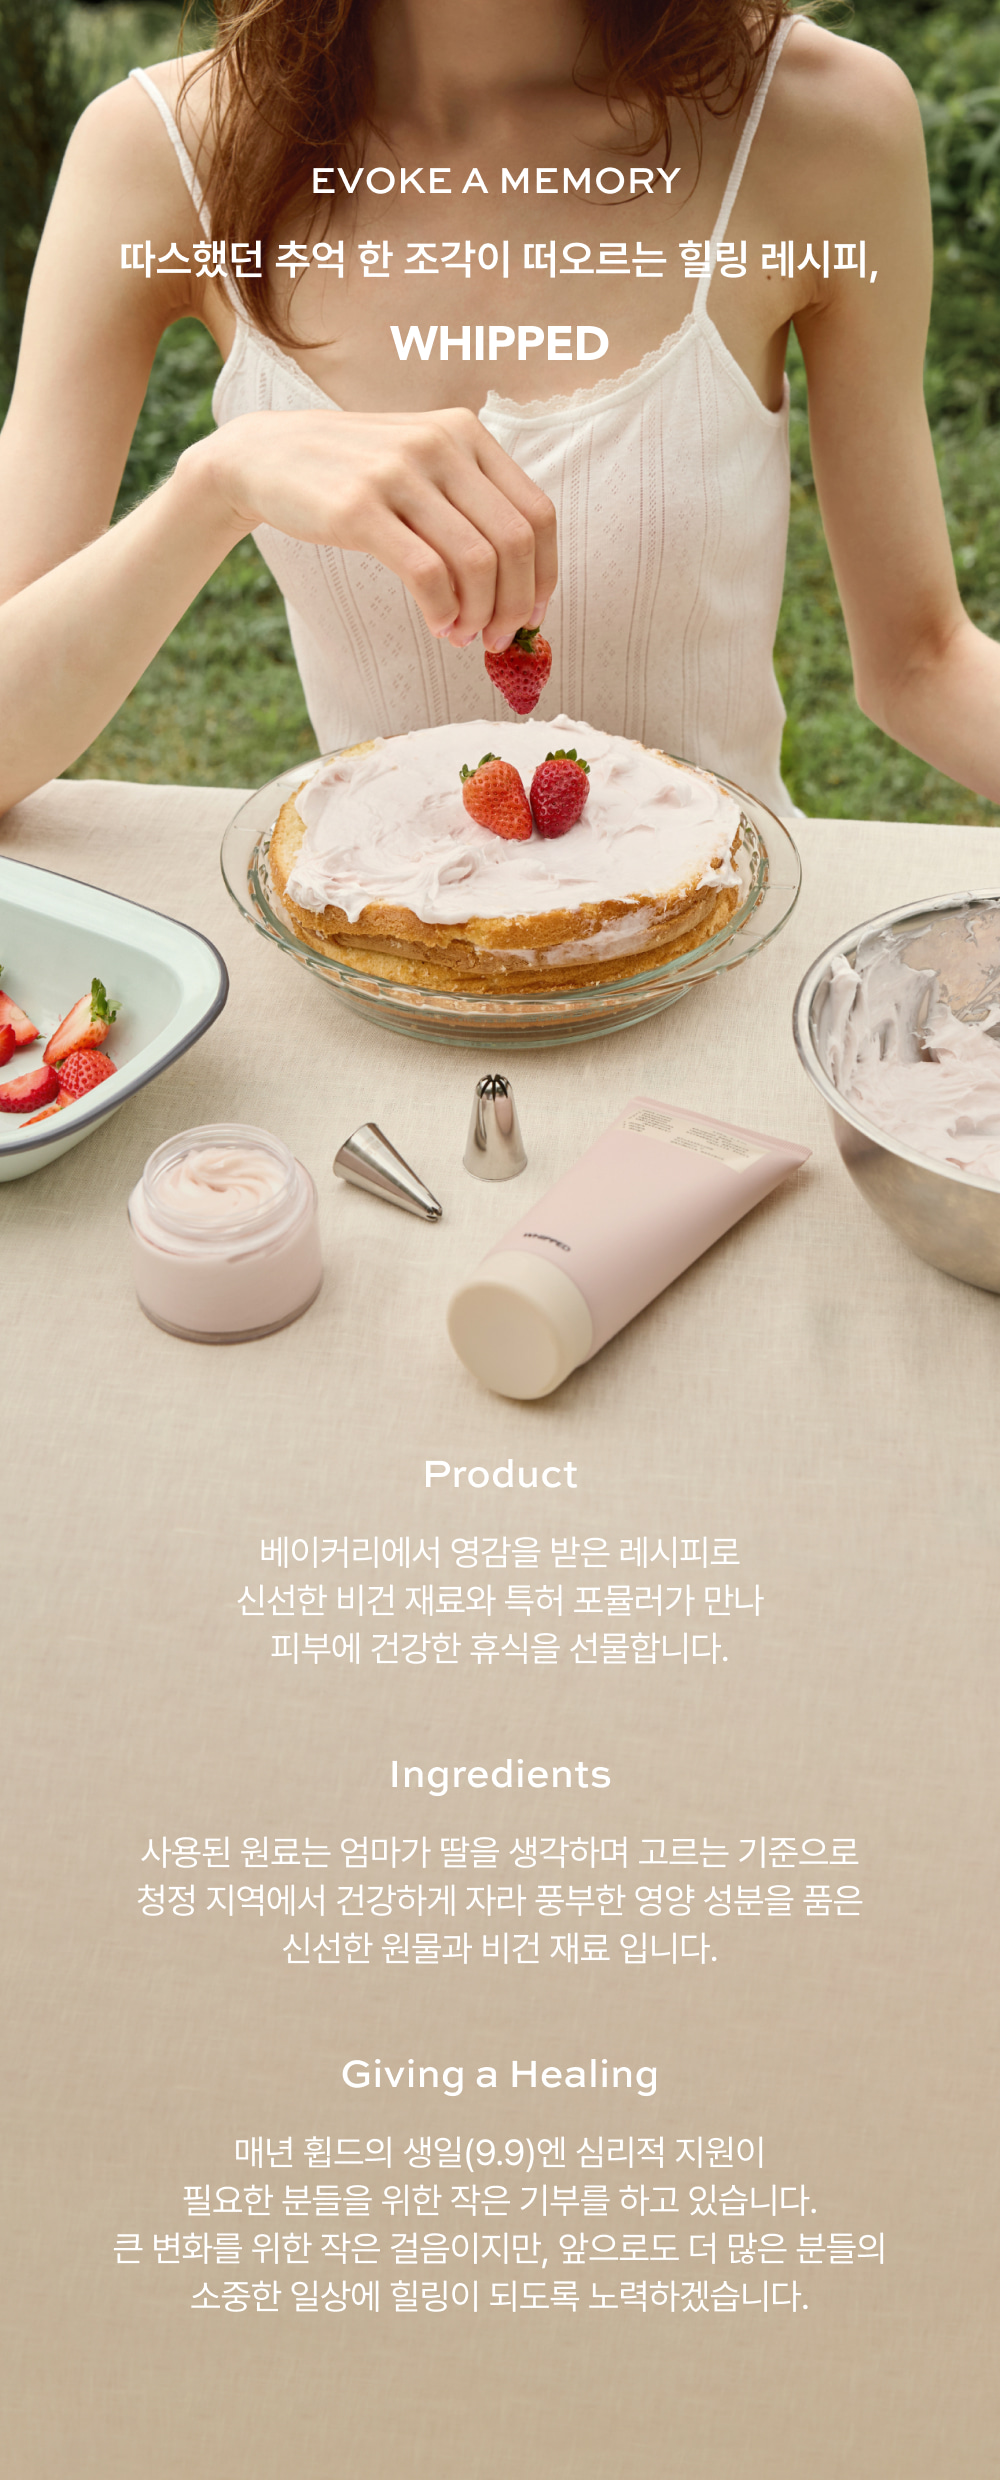 EVOKE A MEMORY
따스했던 추억 한 조각이 떠오르는 힐링 레시피,
WHIPPED
WHIPPED
Product
베이커리에서 영감을 받은 레시피로
신선한 비건 재료와 특허 포뮬러가 만나
피부에 건강한 휴식을 선물합니다.
Ingredients
사용된 원료는 엄마가 딸을 생각하며 고르는 기준으로
청정 지역에서 건강하게 자라 풍부한 영양 성분을 품은
신선한 원물과 비건 재료 입니다.
Giving a Healing
매년 휩드의 생일(9.9)엔 심리적 지원이
필요한 분들을 위한 작은 기부를 하고 있습니다.
큰 변화를 위한 작은 걸음이지만, 앞으로도 더 많은 분들의
소중한 일상에 힐링이 되도록 노력하겠습니다.